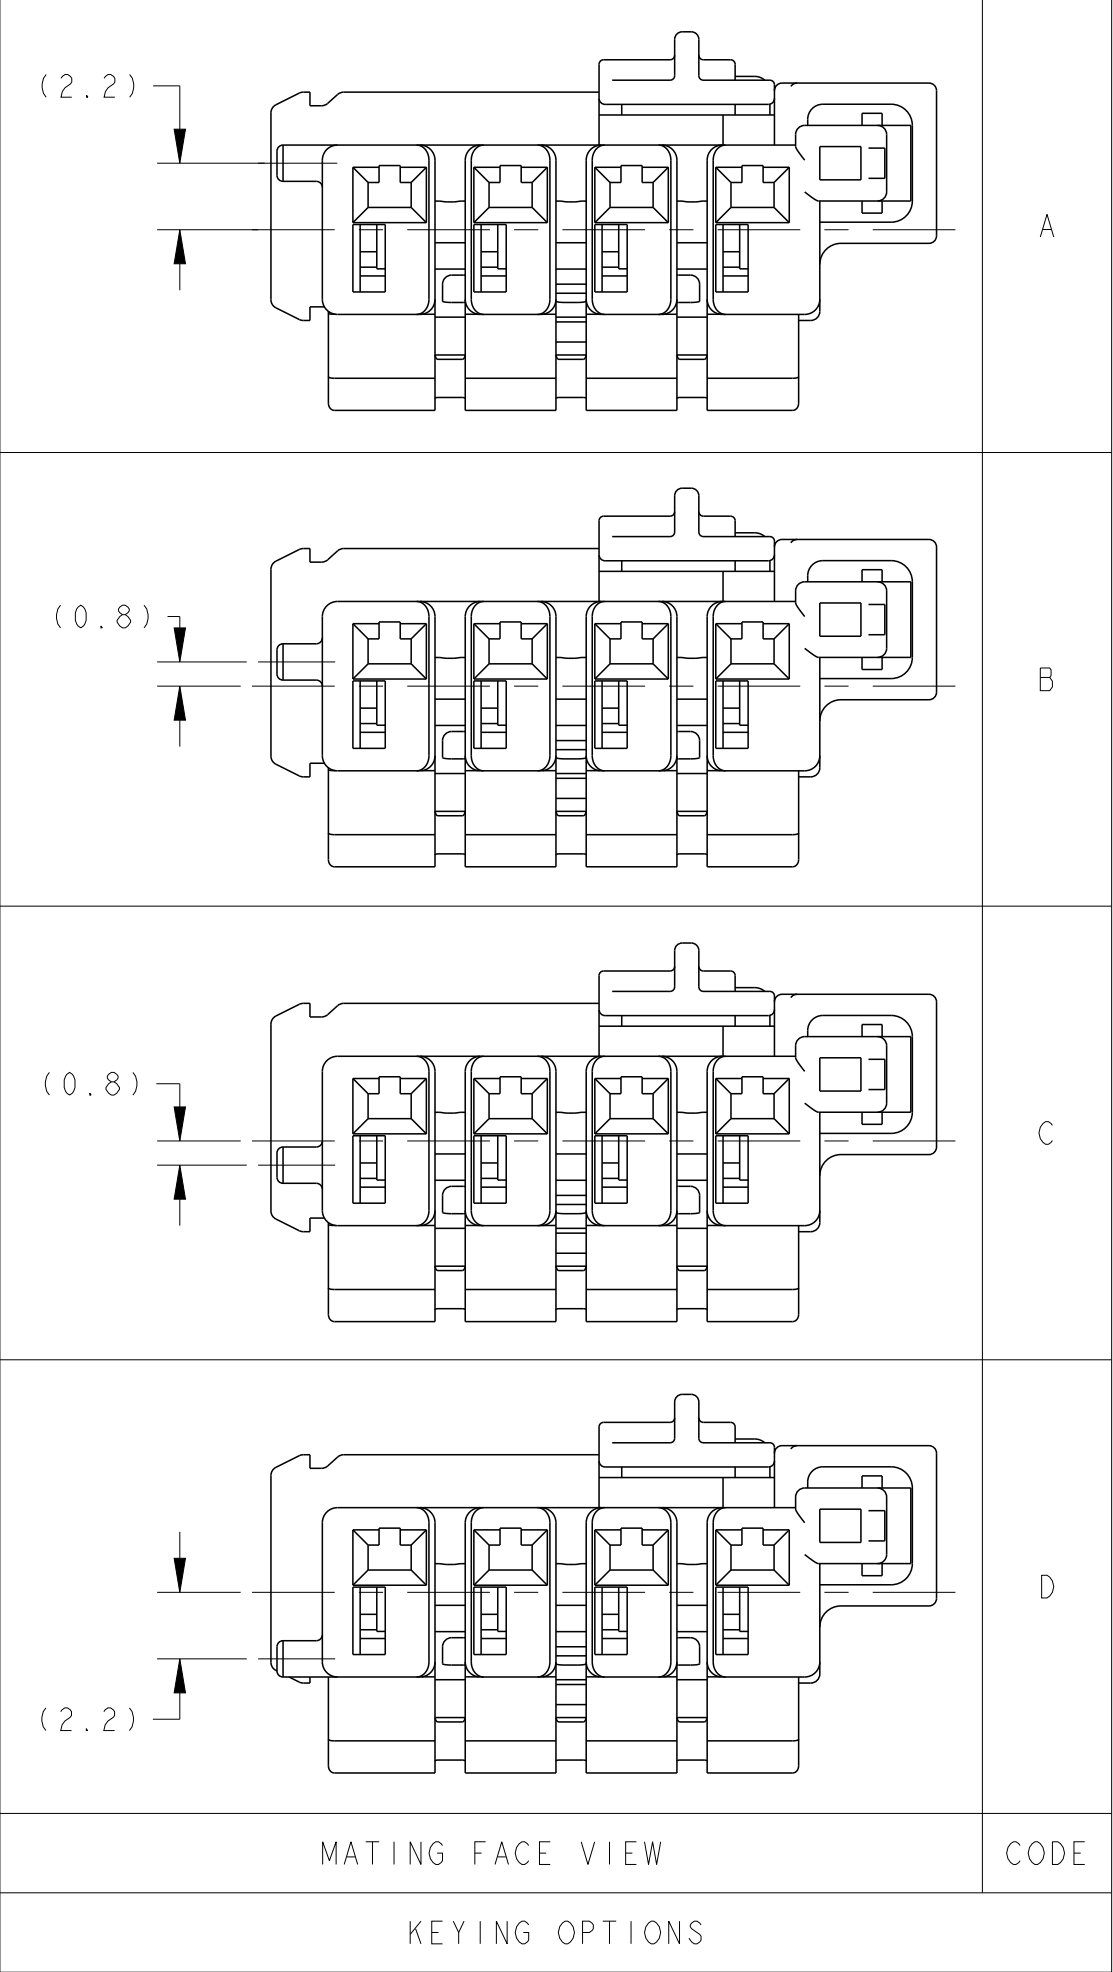 (2.2)
A
(0.8)
B
(0.8)
C
D
(2.2)
MATING FACE VIEW
CODE
KEYING OPTIONS